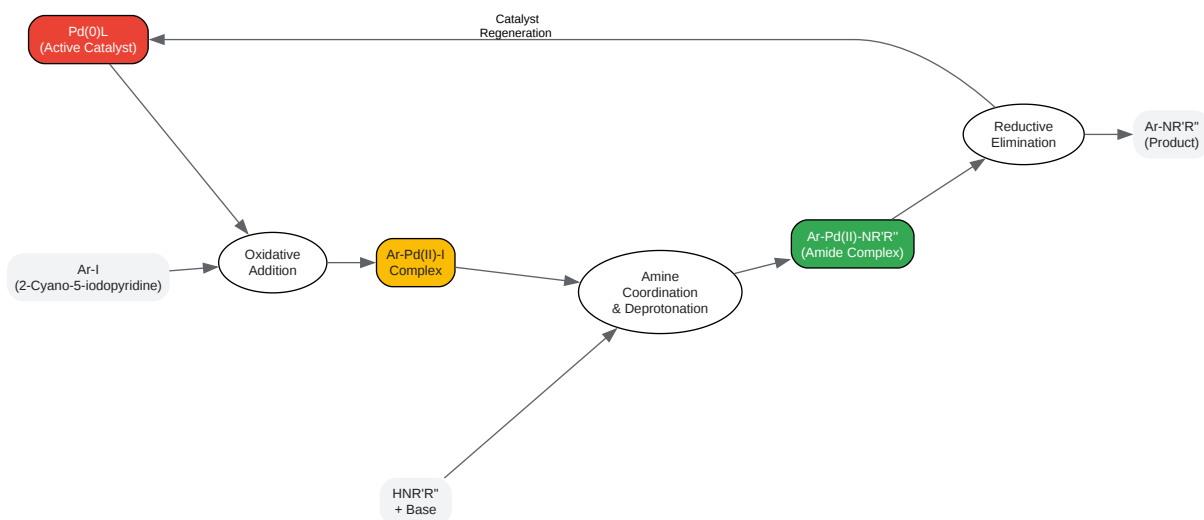 Pd(0)L
(Active Catalyst)
Catalyst
Regeneration
Reductive
Elimination
Ar-NR'R"
(Product)
Ar-I
(2-Cyano-5-iodopyridine)
Oxidative
Addition
Ar-Pd(II)-I
Complex
Amine
Coordination
& Deprotonation
Ar-Pd(II)-NR'R"
(Amide Complex)
HNR'R"
+ Base